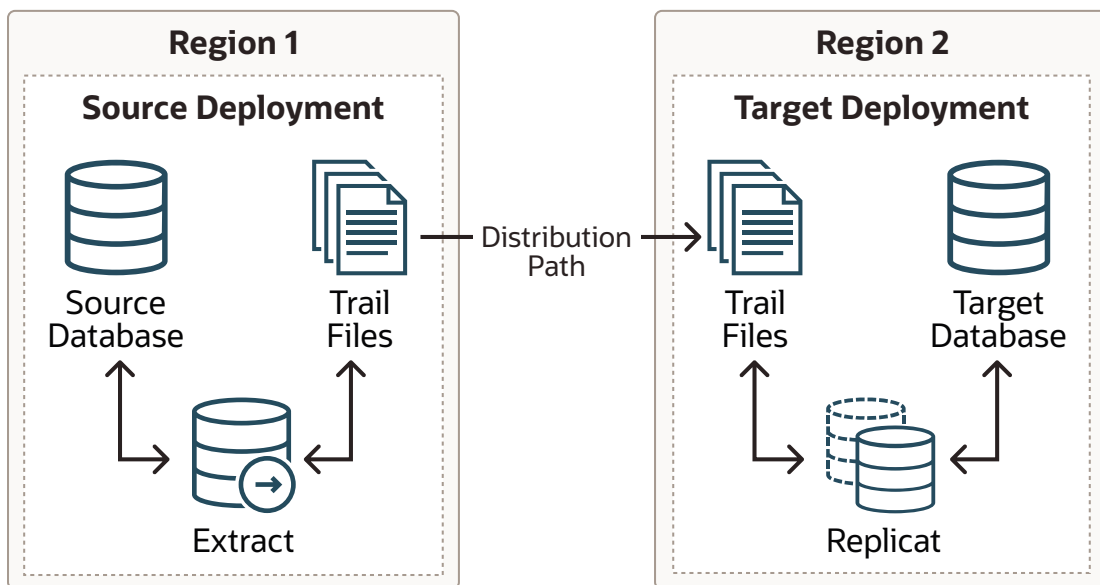 Region 1
Source Deployment
Source
Database
Trail
Files
Extract
Distribution
Path
Region 2
Target Deployment
Trail
Files
Target
Database
Replicat